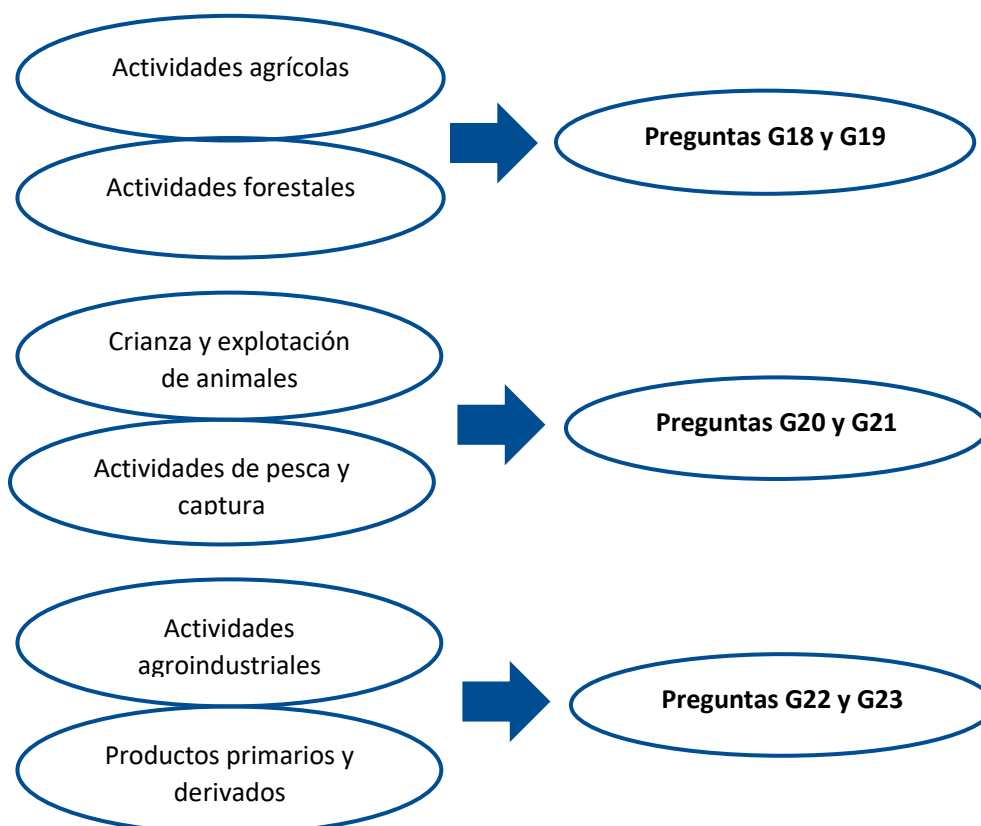 Actividades agrícolas
Actividades forestales
Preguntas G18 y G19
Crianza y explotación
de animales
Actividades de pesca y
captura
Preguntas G20 y G21
Actividades
agroindustriales
Productos primarios y
derivados
Preguntas G22 y G23